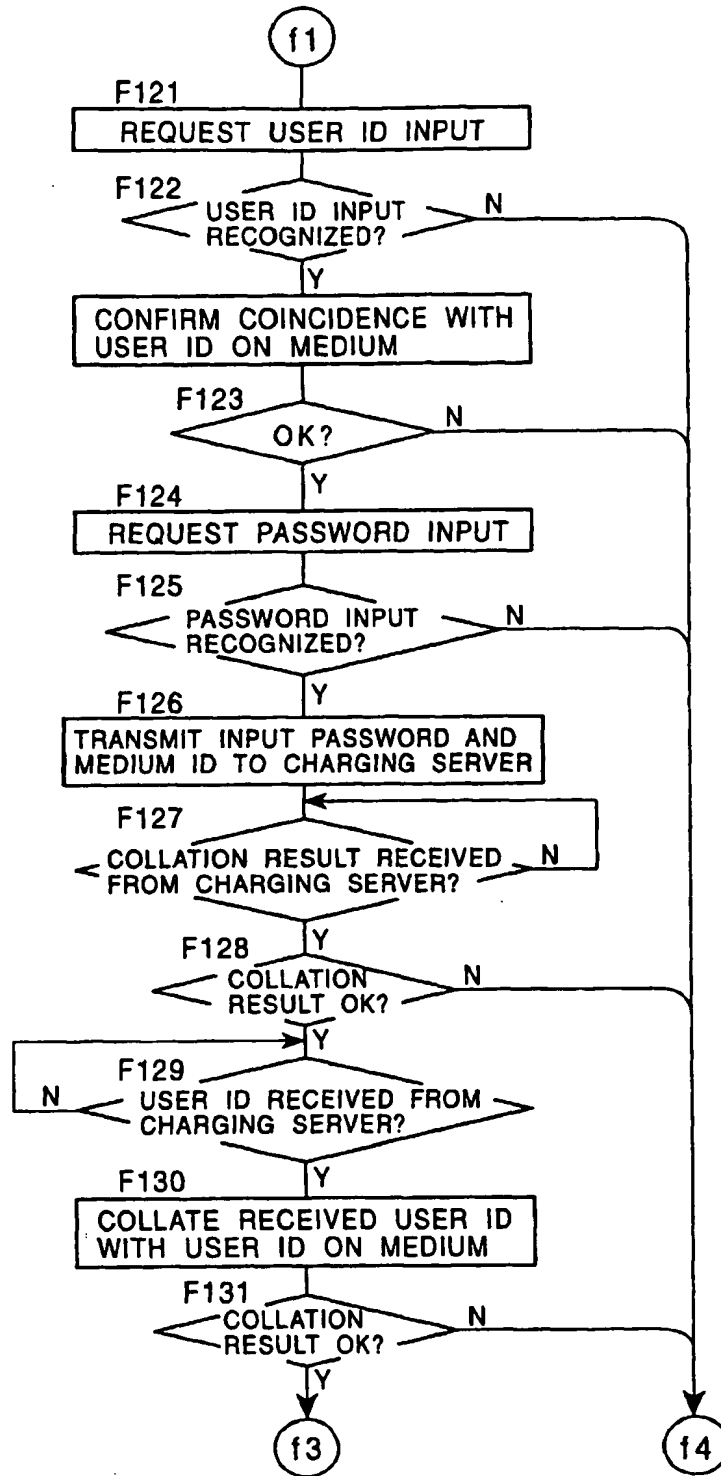 f1
F121
REQUEST USER ID INPUT
F122
USER ID INPUT
RECOGNIZED?
N
Y
CONFIRM COINCIDENCE WITH
USER ID ON MEDIUM
F123
OK?
N
Y
F124
REQUEST PASSWORD INPUT
F125
PASSWORD INPUT
RECOGNIZED?
N
Y
F126
TRANSMIT INPUT PASSWORD AND
MEDIUM ID TO CHARGING SERVER
F127
COLLATION RESULT RECEIVED
FROM CHARGING SERVER?
N
Y
F128
COLLATION
RESULT OK?
N
Y
F129
N
USER ID RECEIVED FROM
CHARGING SERVER?
Y
F130
COLLATE RECEIVED USER ID
WITH USER ID ON MEDIUM
F131
COLLATION
RESULT OK?
N
Y
f3
f4